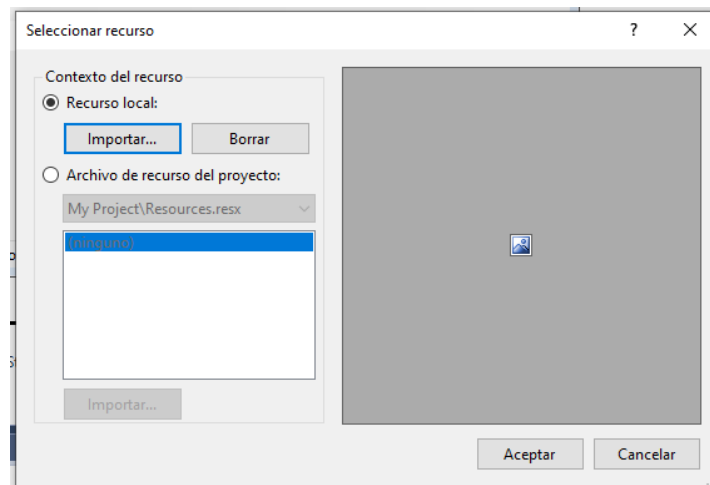 Seleccionar recurso
?
Contexto del recurso
Recurso local:
Importar...
Borrar
Archivo de recurso del proyecto:
My Project\Resources.resx
(ninguno)
Importar...
Aceptar
Cancelar